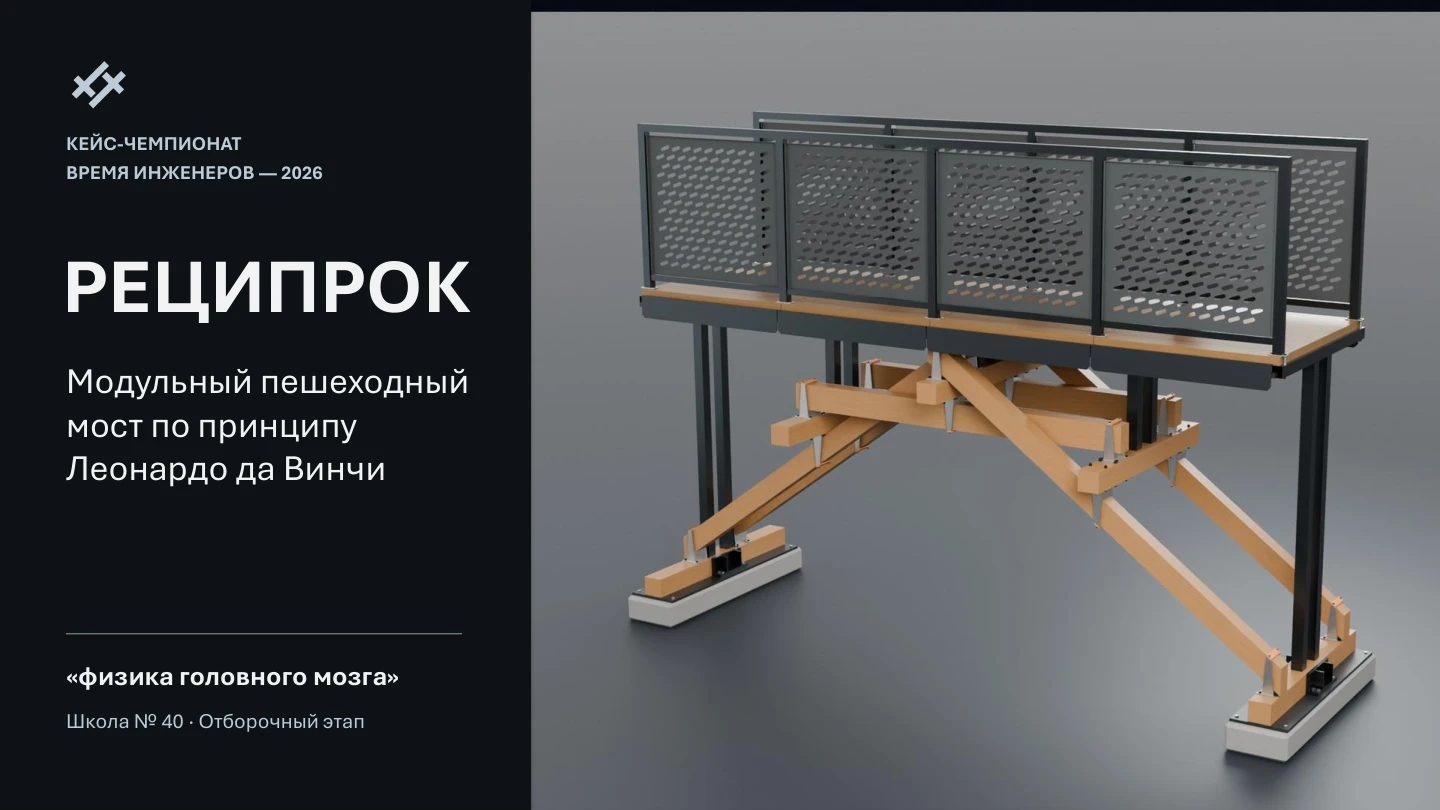 КЕЙС-ЧЕМПИОНАТ
ВРЕМЯ ИНЖЕНЕРОВ — 2026
РЕЦИПРОК
Модульный пешеходный
мост по принципу
Леонардо да Винчи
«физика головного мозга»
Школа № 40 · Отборочный этап